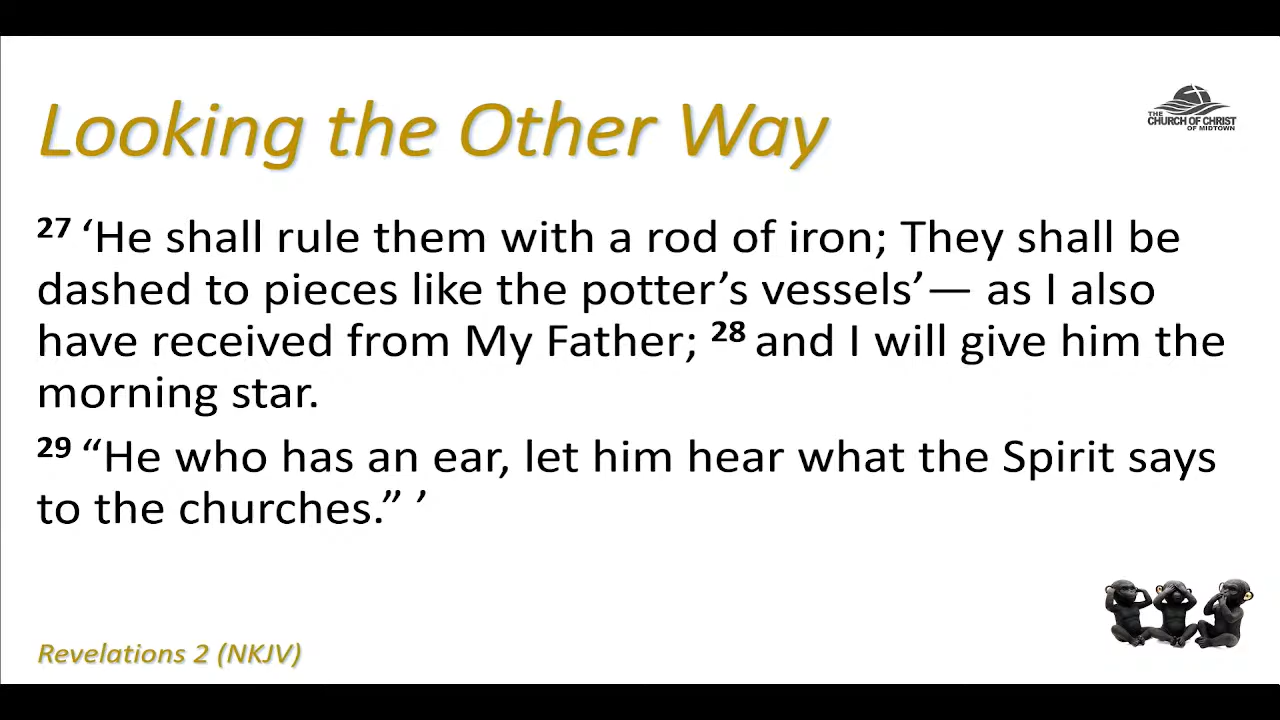 Looking the Other Way
THE
CHURCH OF CHRIST
OF MIDTOWN
27 ‘He shall rule them with a rod of iron; They shall be
dashed to pieces like the potter’s vessels’— as I also
have received from My Father; 28 and I will give him the
morning star.
29 “He who has an ear, let him hear what the Spirit says
to the churches.” ’
Revelations 2 (NKJV)